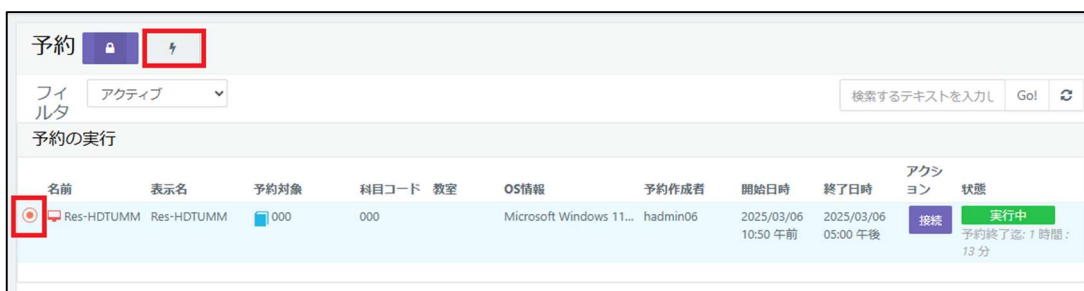 予約
フィ
ルタ
アクティブ
検索するテキストを入力し Go!
予約の実行
名前 表示名 予約対象 科目コード 教室 OS情報 予約作成者 開始日時 終了日時 アクシ
ョン 状態
Res-HDTUMM Res-HDTUMM 000 000 Microsoft Windows 11... hadmin06 2025/03/06 2025/03/06 接続 実行中
10:50 午前 05:00 午後 予約終了迄: 1 時間 :
13 分